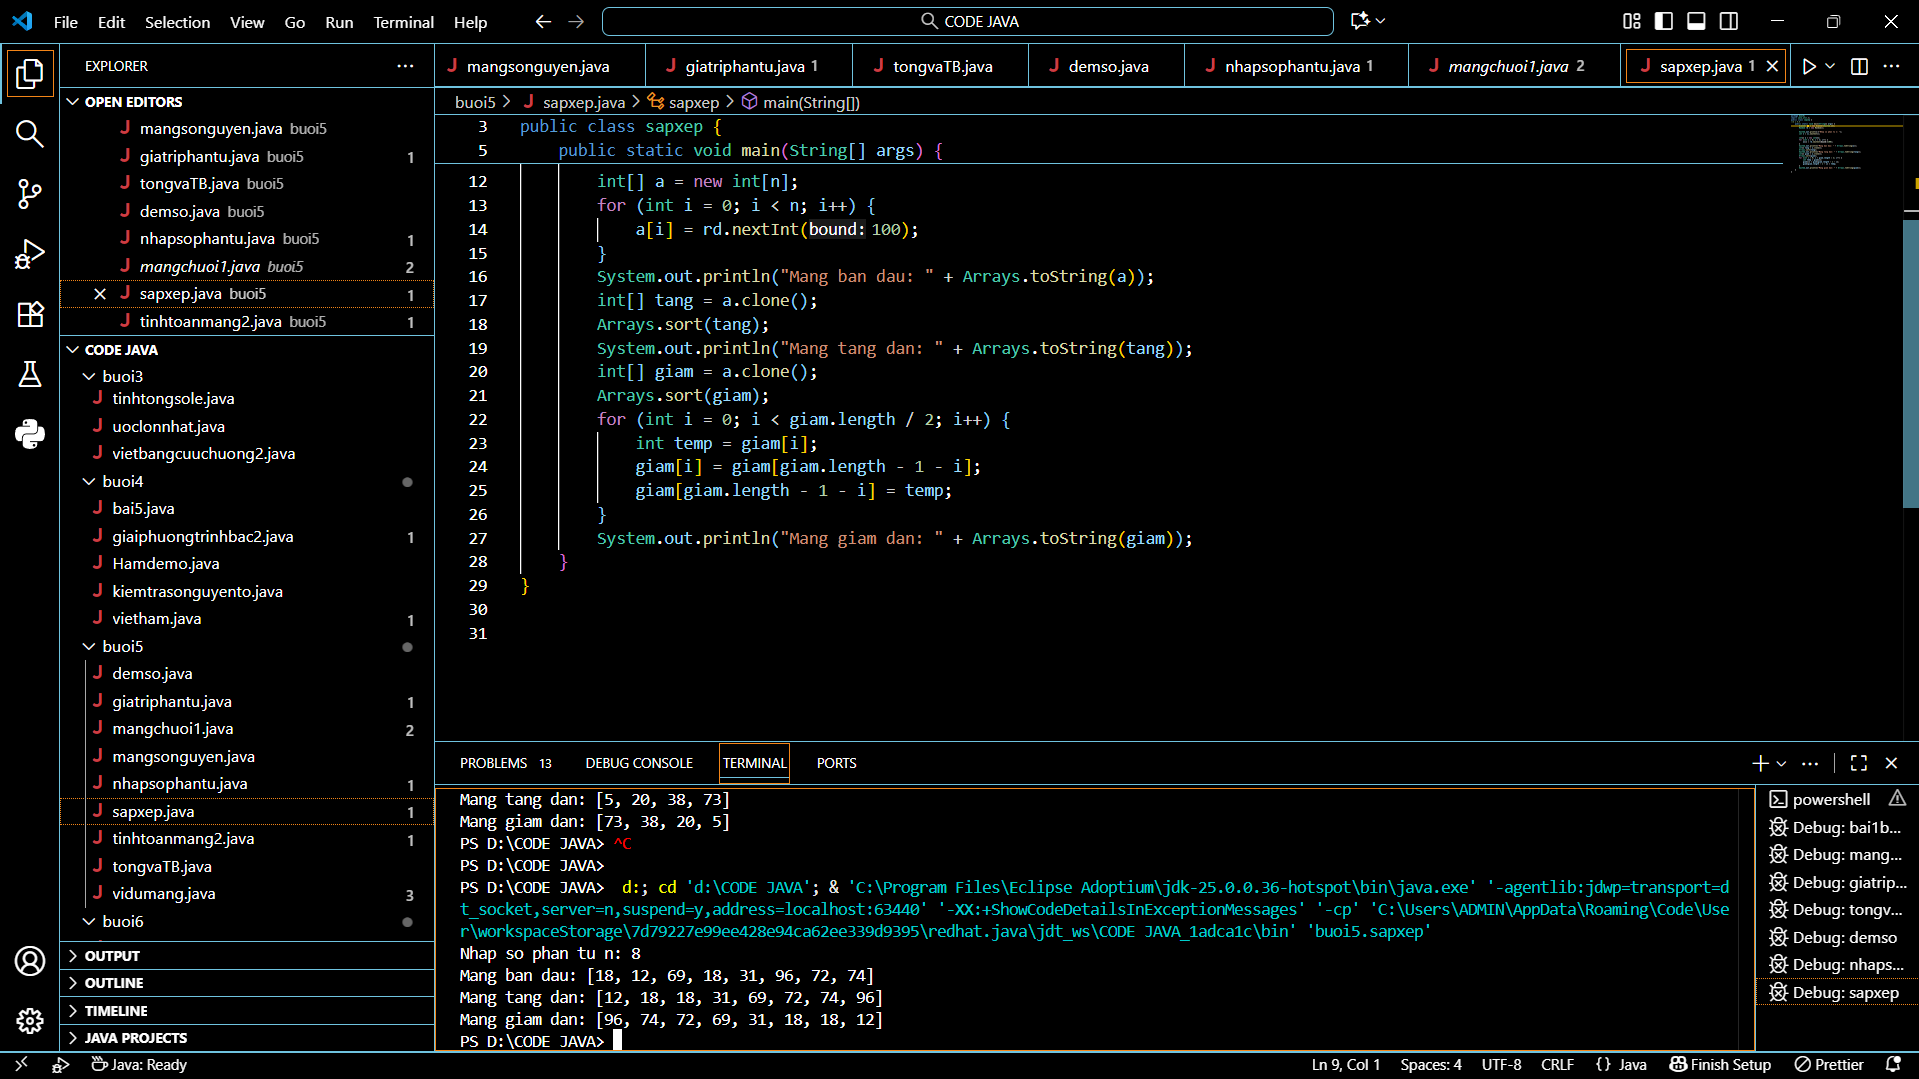 File Edit Selection View Go Run Terminal Help
CODE JAVA
EXPLORER
OPEN EDITORS
mangsonguyen.java buoi5
giatriphantu.java buoi5 1
tongvaTB.java buoi5
demso.java buoi5
nhapsophantu.java buoi5 1
mangchuoi1.java buoi5 2
sapxep.java buoi5 1
tinhtoanmang2.java buoi5 1
CODE JAVA
buoi3
tinhtongsole.java
uoclonnhat.java
vietbangcuuchuong2.java
buoi4
bai5.java
giaiphuongtrinhbac2.java 1
Hamdemo.java
kiemtrasonguyento.java
vietham.java 1
buoi5
demso.java
giatriphantu.java 1
mangchuoi1.java 2
mangsonguyen.java
nhapsophantu.java 1
sapxep.java 1
tinhtoanmang2.java 1
tongvaTB.java
vidumang.java 3
buoi6
OUTPUT
OUTLINE
TIMELINE
JAVA PROJECTS
mangsonguyen.java giatriphantu.java 1 tongvaTB.java demso.java nhapsophantu.java 1 mangchuoi1.java 2 sapxep.java 1
buoi5 > sapxep.java > sapxep > main(String[])
3 public class sapxep {
5 public static void main(String[] args) {
12 int[] a = new int[n];
13 for (int i = 0; i < n; i++) {
14 a[i] = rd.nextInt(bound: 100);
15 }
16 System.out.println("Mang ban dau: " + Arrays.toString(a));
17 int[] tang = a.clone();
18 Arrays.sort(tang);
19 System.out.println("Mang tang dan: " + Arrays.toString(tang));
20 int[] giam = a.clone();
21 Arrays.sort(giam);
22 for (int i = 0; i < giam.length / 2; i++) {
23 int temp = giam[i];
24 giam[i] = giam[giam.length - 1 - i];
25 giam[giam.length - 1 - i] = temp;
26 }
27 System.out.println("Mang giam dan: " + Arrays.toString(giam));
28 }
29 }
30
31
PROBLEMS 13 DEBUG CONSOLE TERMINAL PORTS
Mang tang dan: [5, 20, 38, 73]
Mang giam dan: [73, 38, 20, 5]
PS D:\CODE JAVA> ^C
PS D:\CODE JAVA>
PS D:\CODE JAVA> d:; cd 'd:\CODE JAVA'; & 'C:\Program Files\Eclipse Adoptium\jdk-25.0.0.36-hotspot\bin\java.exe' '-agentlib:jdwp=transport=d
t_socket,server=n,suspend=y,address=localhost:63440' '-XX:+ShowCodeDetailsInExceptionMessages' '-cp' 'C:\Users\ADMIN\AppData\Roaming\Code\Use
r\workspaceStorage\7d79227e99ee428e94ca62ee339d9395\redhat.java\jdt_ws\CODE JAVA_1adca1c\bin' 'buoi5.sapxep'
Nhap so phan tu n: 8
Mang ban dau: [18, 12, 69, 18, 31, 96, 72, 74]
Mang tang dan: [12, 18, 18, 31, 69, 72, 74, 96]
Mang giam dan: [96, 74, 72, 69, 31, 18, 18, 12]
PS D:\CODE JAVA>
powershell
Debug: bai1b...
Debug: mang...
Debug: giatrip...
Debug: tongv...
Debug: demso
Debug: nhaps...
Debug: sapxep
Java: Ready
Ln 9, Col 1 Spaces: 4 UTF-8 CRLF {} Java Finish Setup Prettier